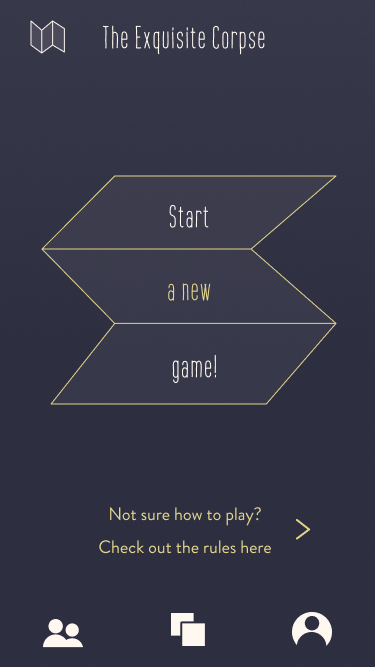 The Exquisite Corpse
Start
a new
game!
Not sure how to play?
Check out the rules here